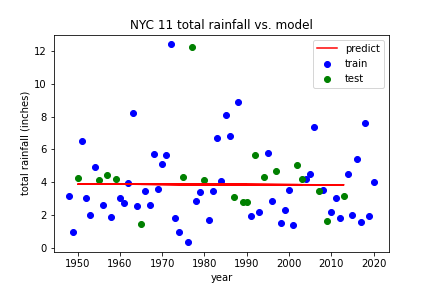 NYC 11 total rainfall vs. model
predict
train
test
total rainfall (inches)
12
10
8
6
4
2
0
1950 1960 1970 1980 1990 2000 2010 2020
year